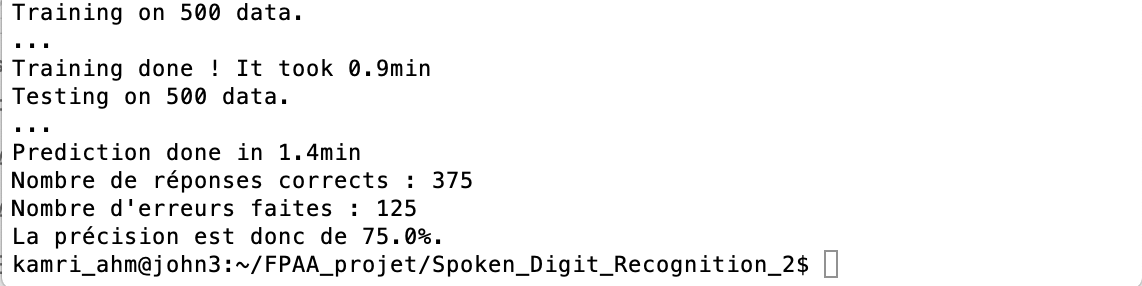 Training on 500 data.
...
Training done ! It took 0.9min
Testing on 500 data.
...
Prediction done in 1.4min
Nombre de réponses corrects : 375
Nombre d'erreurs faites : 125
La précision est donc de 75.0%.
kamri_ahm@john3:~/FPAA_projet/Spoken_Digit_Recognition_2$